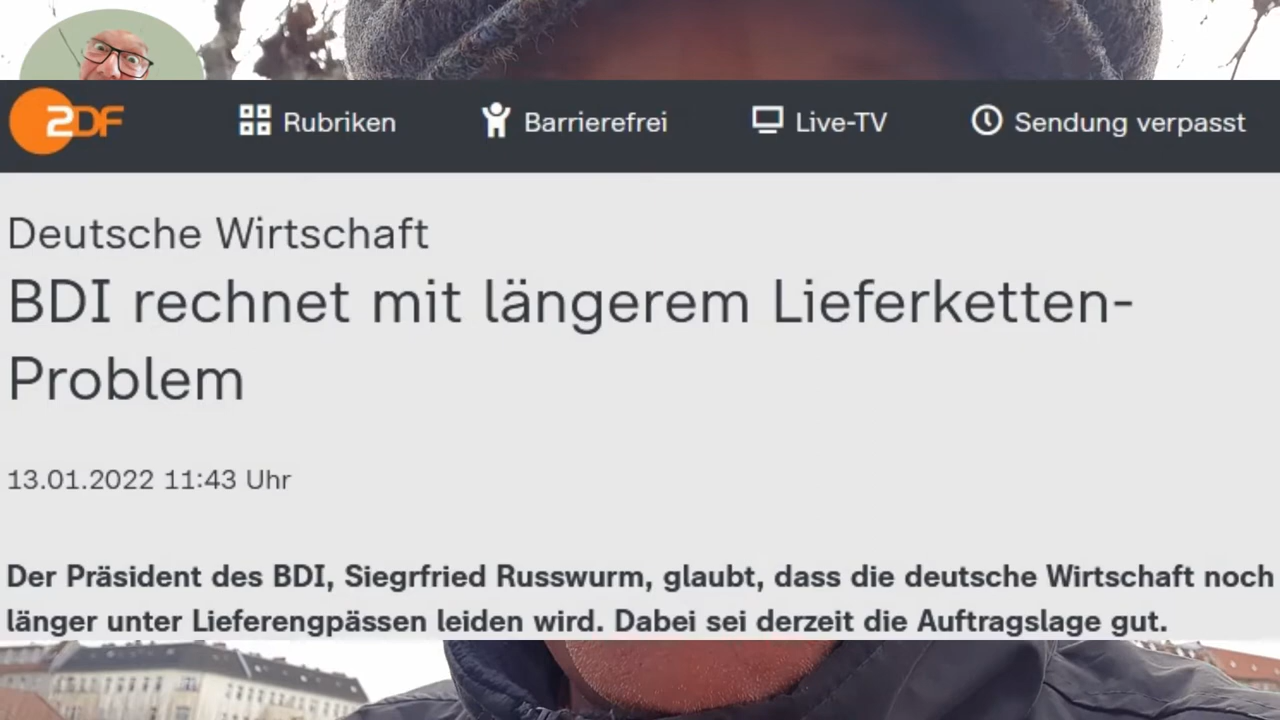 ZDF
Rubriken
Barrierefrei
Live-TV
Sendung verpasst
Deutsche Wirtschaft
BDI rechnet mit längerem Lieferketten-
Problem
13.01.2022 11:43 Uhr
Der Präsident des BDI, Siegrfried Russwurm, glaubt, dass die deutsche Wirtschaft noch
länger unter Lieferengpässen leiden wird. Dabei sei derzeit die Auftragslage gut.